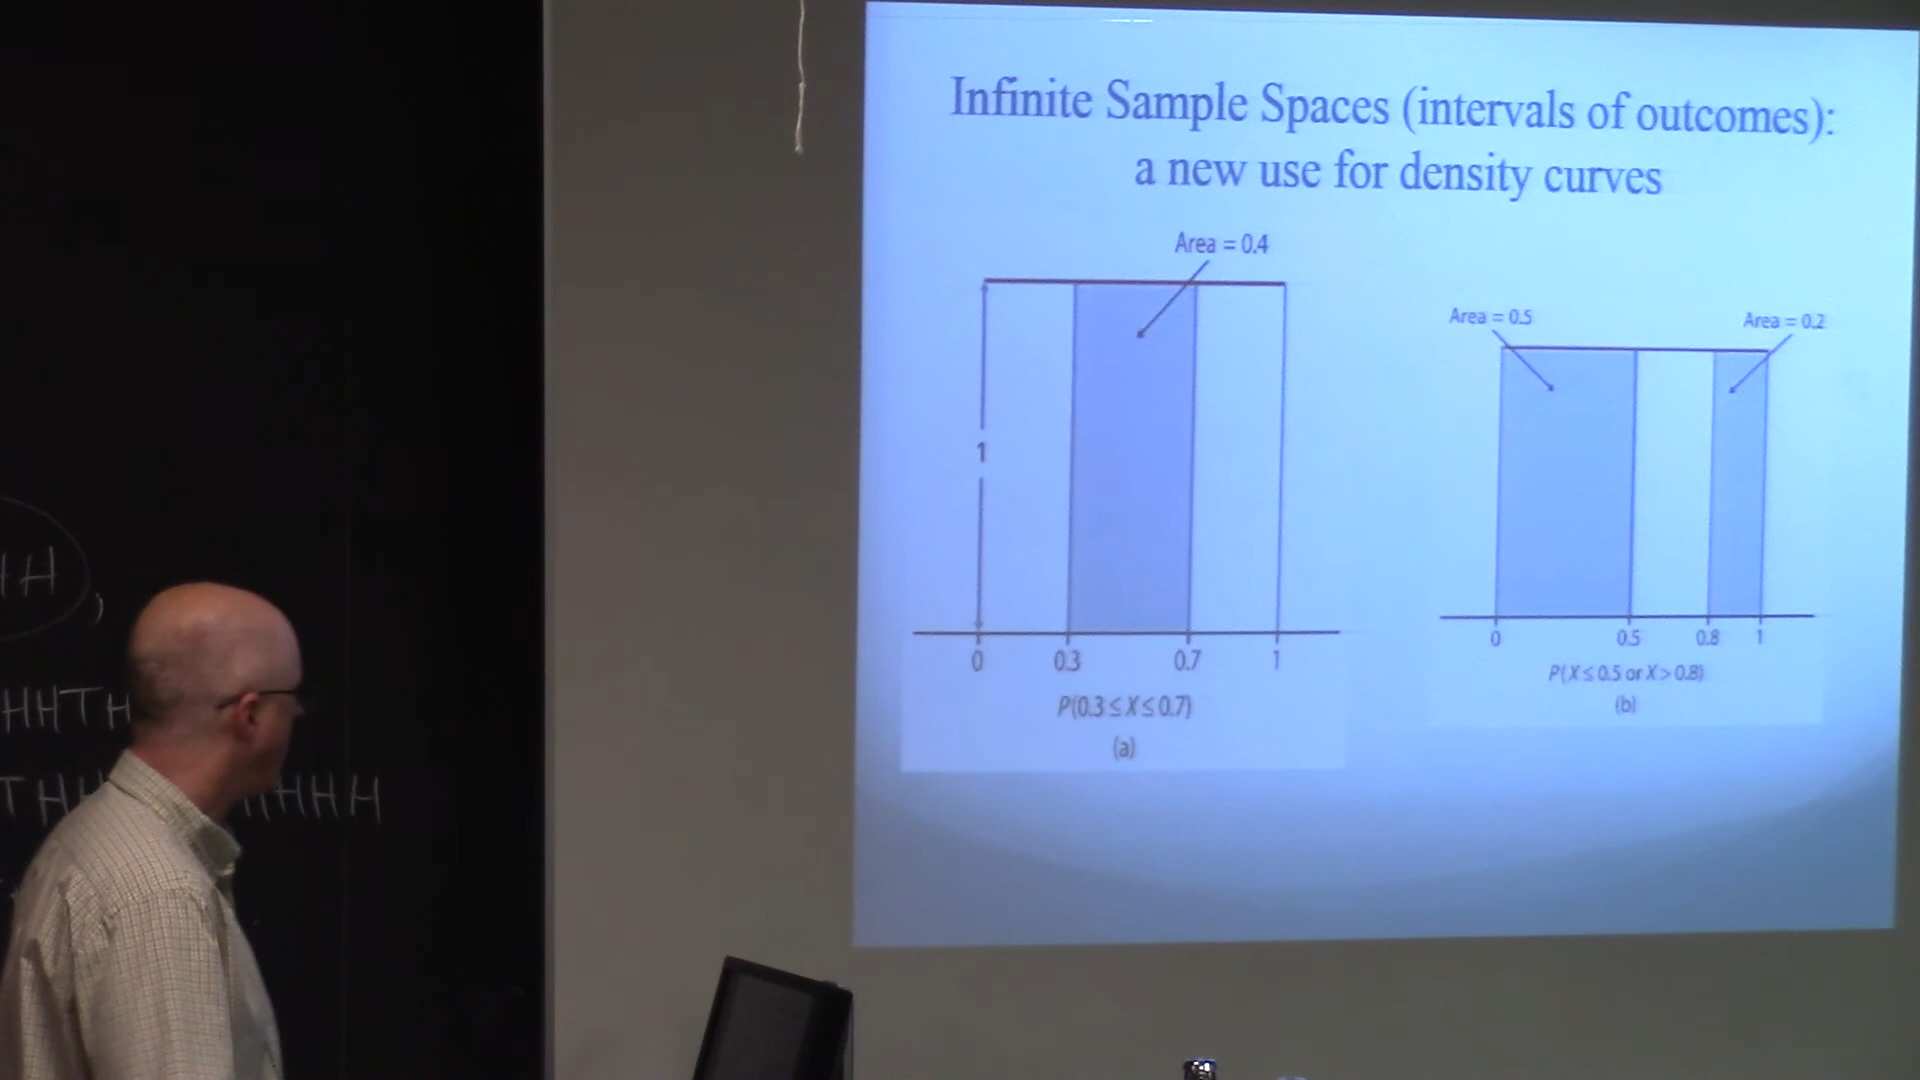 Infinite Sample Spaces (intervals of outcomes):
a new use for density curves
Area = 0.4
1
0 0.3 0.7 1
P(0.3 ≤ X ≤ 0.7)
(a)
Area = 0.5 Area = 0.2
0 0.5 0.8 1
P(X ≤ 0.5 or X > 0.8)
(b)
HH,
HHTH
THH HHHH